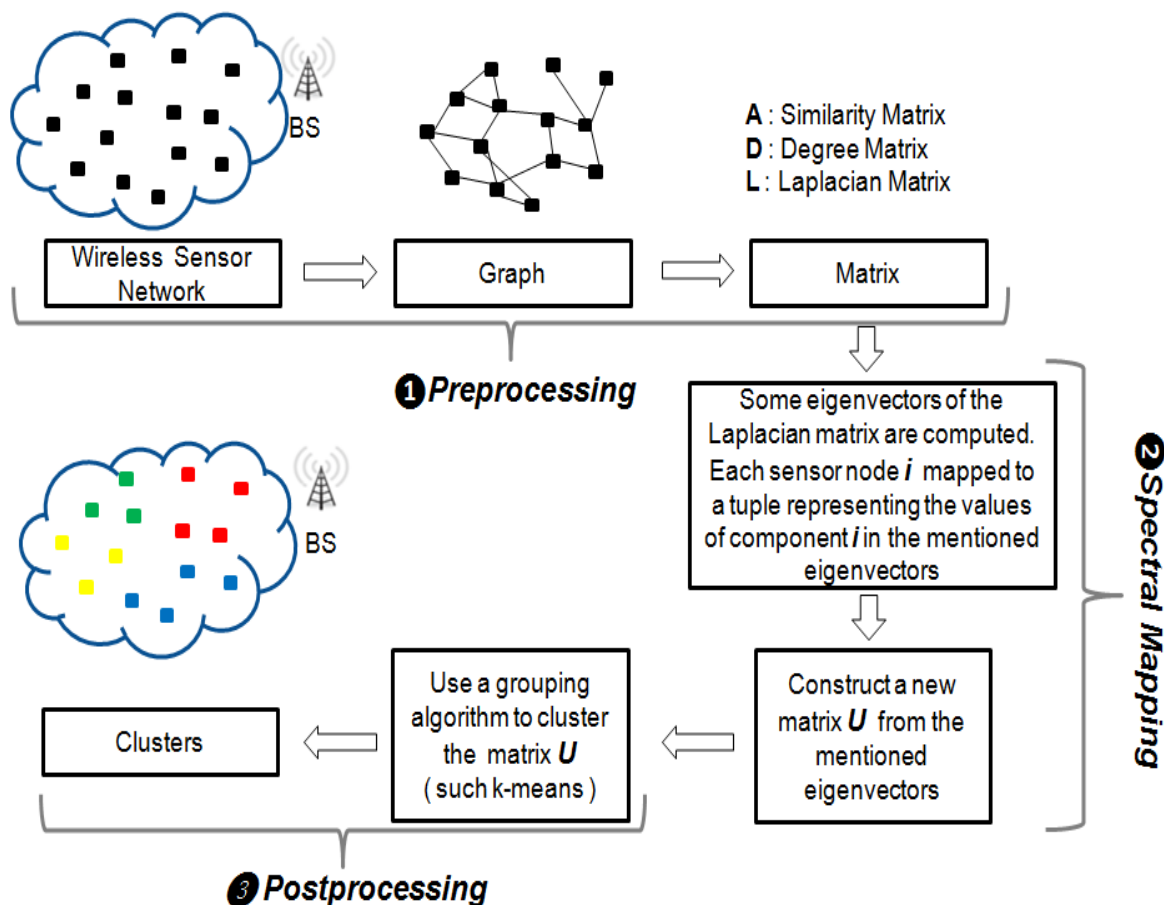 BS
A : Similarity Matrix
D : Degree Matrix
L : Laplacian Matrix
Wireless Sensor
Network
Graph
Matrix
❶Preprocessing
Some eigenvectors of the
Laplacian matrix are computed.
Each sensor node i mapped to
a tuple representing the values
of component i in the mentioned
eigenvectors
❷Spectral Mapping
BS
Construct a new
matrix U from the
mentioned
eigenvectors
Use a grouping
algorithm to cluster
the matrix U
( such k-means )
Clusters
❸Postprocessing